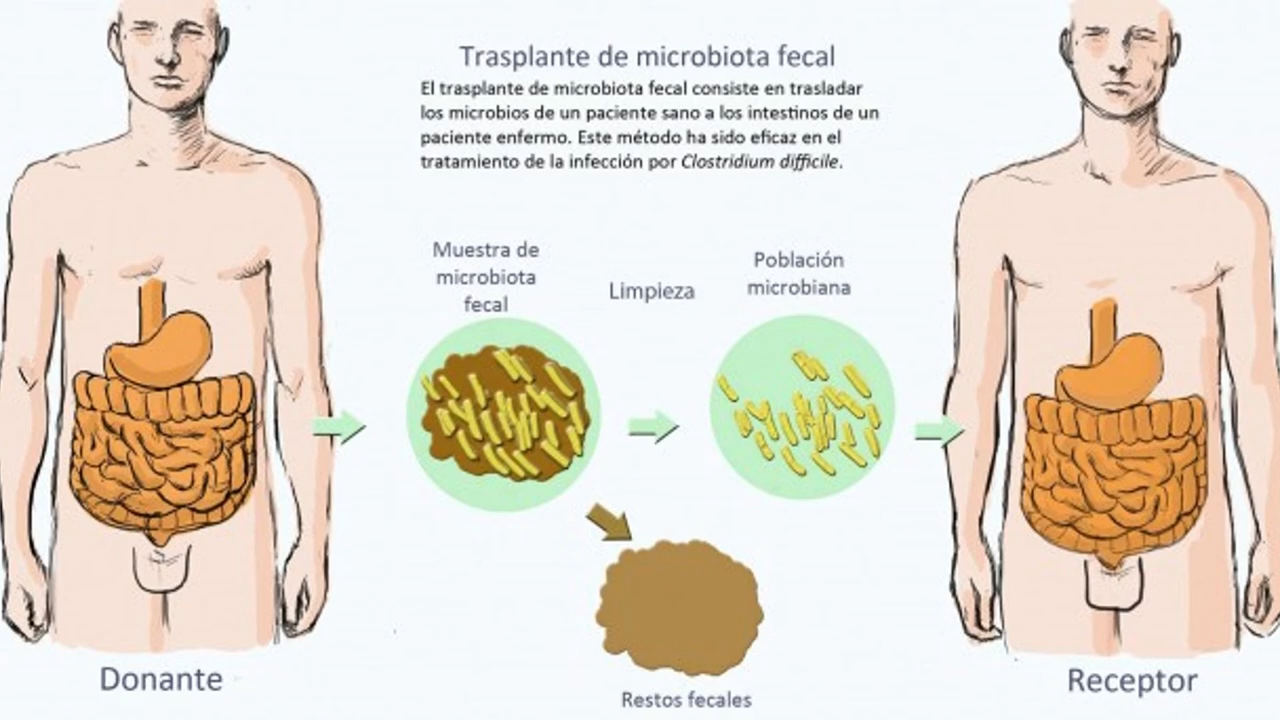 Trasplante de microbiota fecal
El trasplante de microbiota fecal consiste en trasladar
los microbios de un paciente sano a los intestinos de un
paciente enfermo. Este método ha sido eficaz en el
tratamiento de la infección por Clostridium difficile.
Muestra de
microbiota
fecal
Limpieza
Población
microbiana
Restos fecales
Donante
Receptor